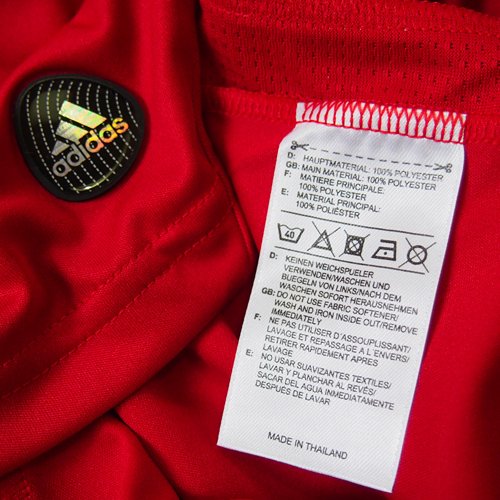 adidas
D: HAUPTMATERIAL: 100% POLYESTER
GB: MAIN MATERIAL: 100% POLYESTER
F: MATIERE PRINCIPALE:
100% POLYESTER
E: MATERIAL PRINCIPAL:
100% POLIÉSTER
40
D: KEINEN WEICHSPUELER
VERWENDEN/WASCHEN UND
BUEGELN VON LINKS/NACH DEM
WASCHEN SOFORT HERAUSNEHMEN
GB: DO NOT USE FABRIC SOFTENER/
WASH AND IRON INSIDE OUT/REMOVE
IMMEDIATELY
F: NE PAS UTILISER D'ASSOUPLISSANT/
LAVAGE ET REPASSAGE A L'ENVERS/
RETIRER RAPIDEMENT APRÈS
LAVAGE
E: NO USAR SUAVIZANTES TEXTILES/
LAVAR Y PLANCHAR AL REVÉS/
SACAR DEL AGUA INMEDIATAMENTE
DESPUÉS DE LAVAR
MADE IN THAILAND